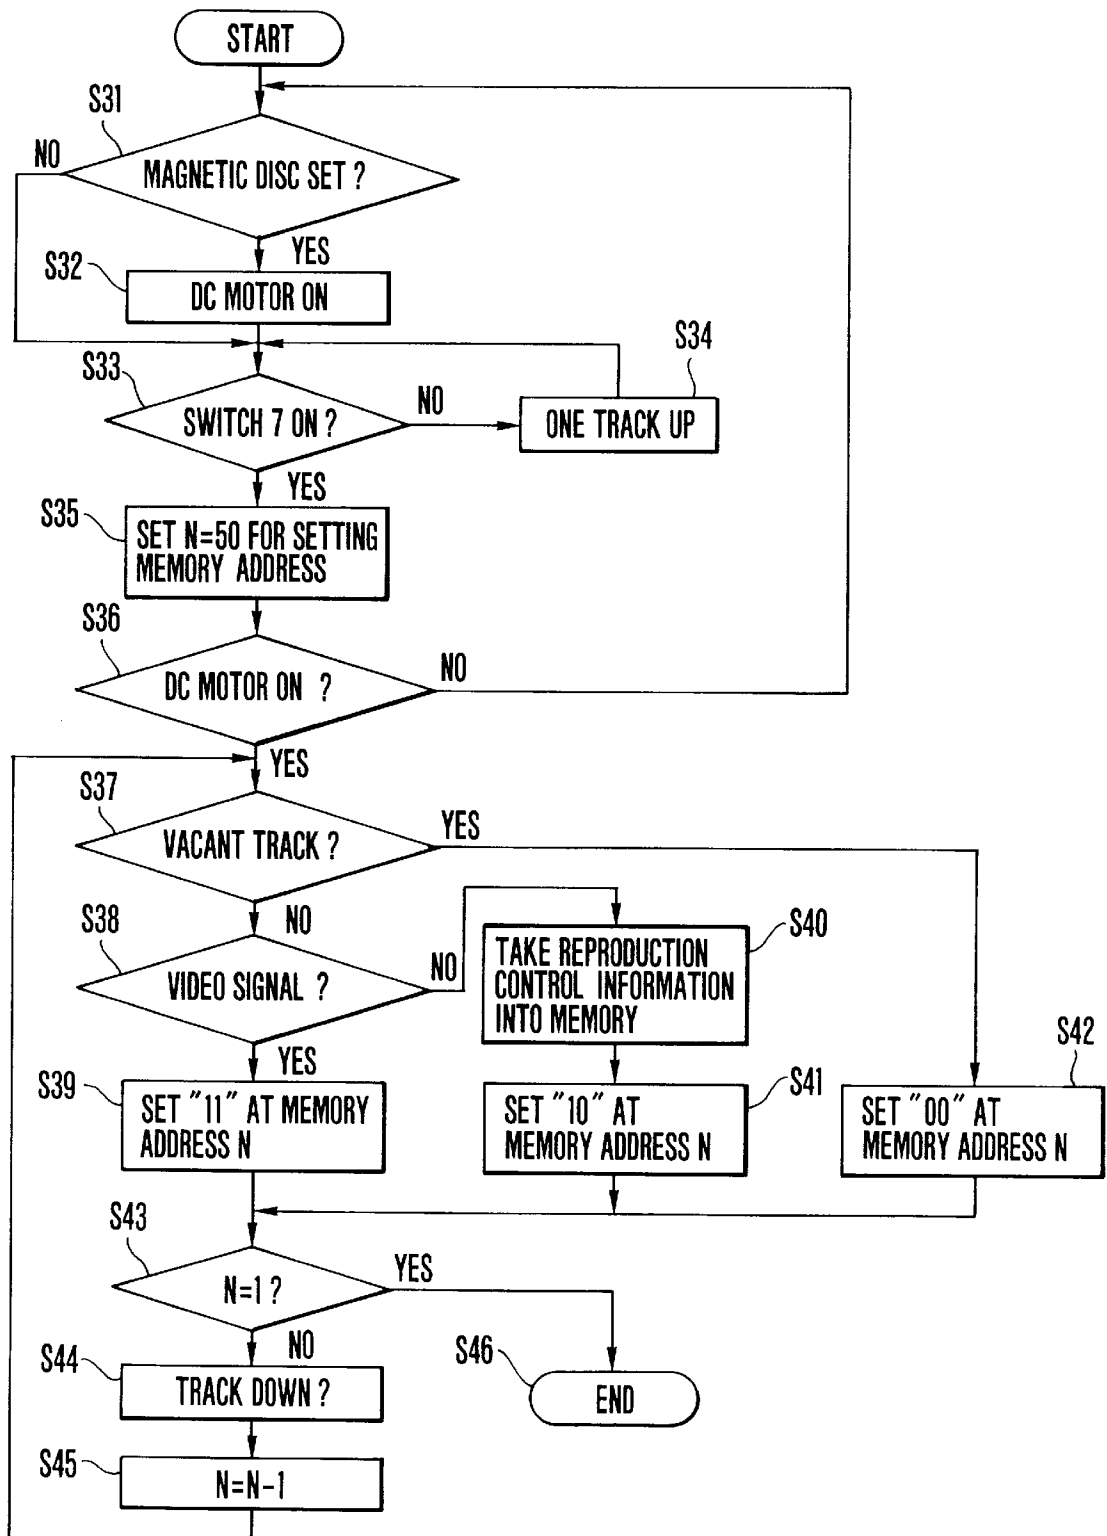 START
S31
NO
MAGNETIC DISC SET ?
YES
S32
DC MOTOR ON
S34
S33
SWITCH 7 ON ?
NO
ONE TRACK UP
YES
S35
SET N=50 FOR SETTING
MEMORY ADDRESS
S36
DC MOTOR ON ?
NO
YES
S37
VACANT TRACK ?
YES
S38
NO
VIDEO SIGNAL ?
NO
S40
TAKE REPRODUCTION
CONTROL INFORMATION
INTO MEMORY
YES
S39
SET "11" AT MEMORY
ADDRESS N
S41
SET "10" AT
MEMORY ADDRESS N
S42
SET "00" AT
MEMORY ADDRESS N
S43
N=1 ?
YES
NO
S44
TRACK DOWN ?
S46
END
S45
N=N-1